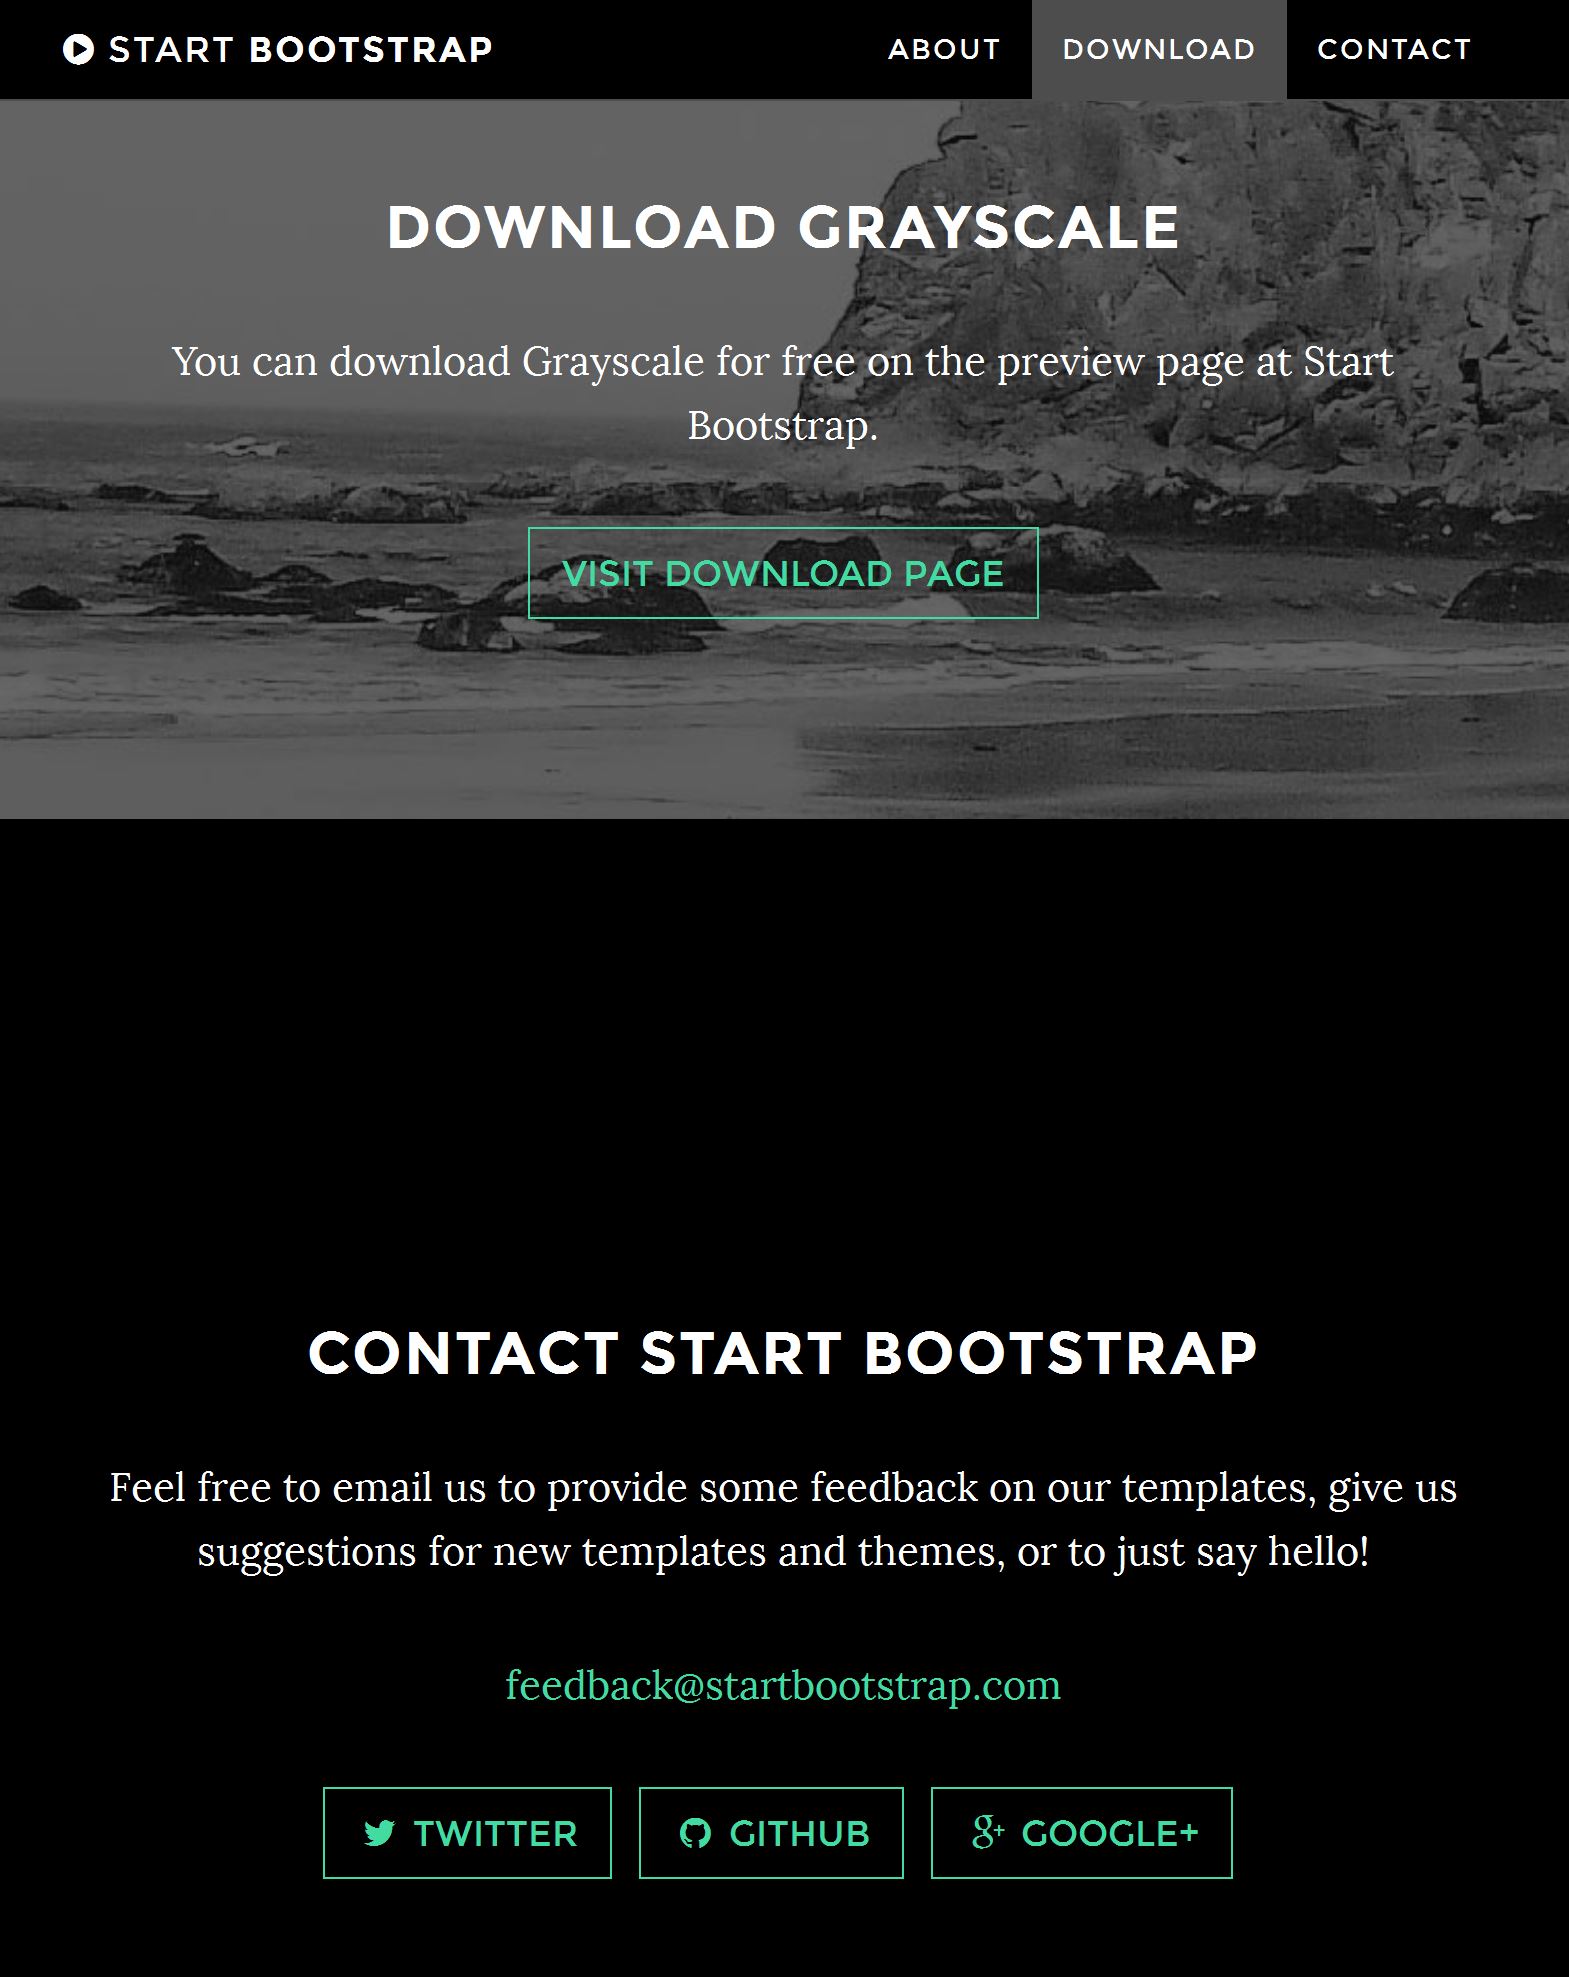 START BOOTSTRAP
ABOUT
DOWNLOAD
CONTACT
DOWNLOAD GRAYSCALE
You can download Grayscale for free on the preview page at Start
Bootstrap.
VISIT DOWNLOAD PAGE
CONTACT START BOOTSTRAP
Feel free to email us to provide some feedback on our templates, give us
suggestions for new templates and themes, or to just say hello!
feedback@startbootstrap.com
TWITTER
GITHUB
g+ GOOGLE+